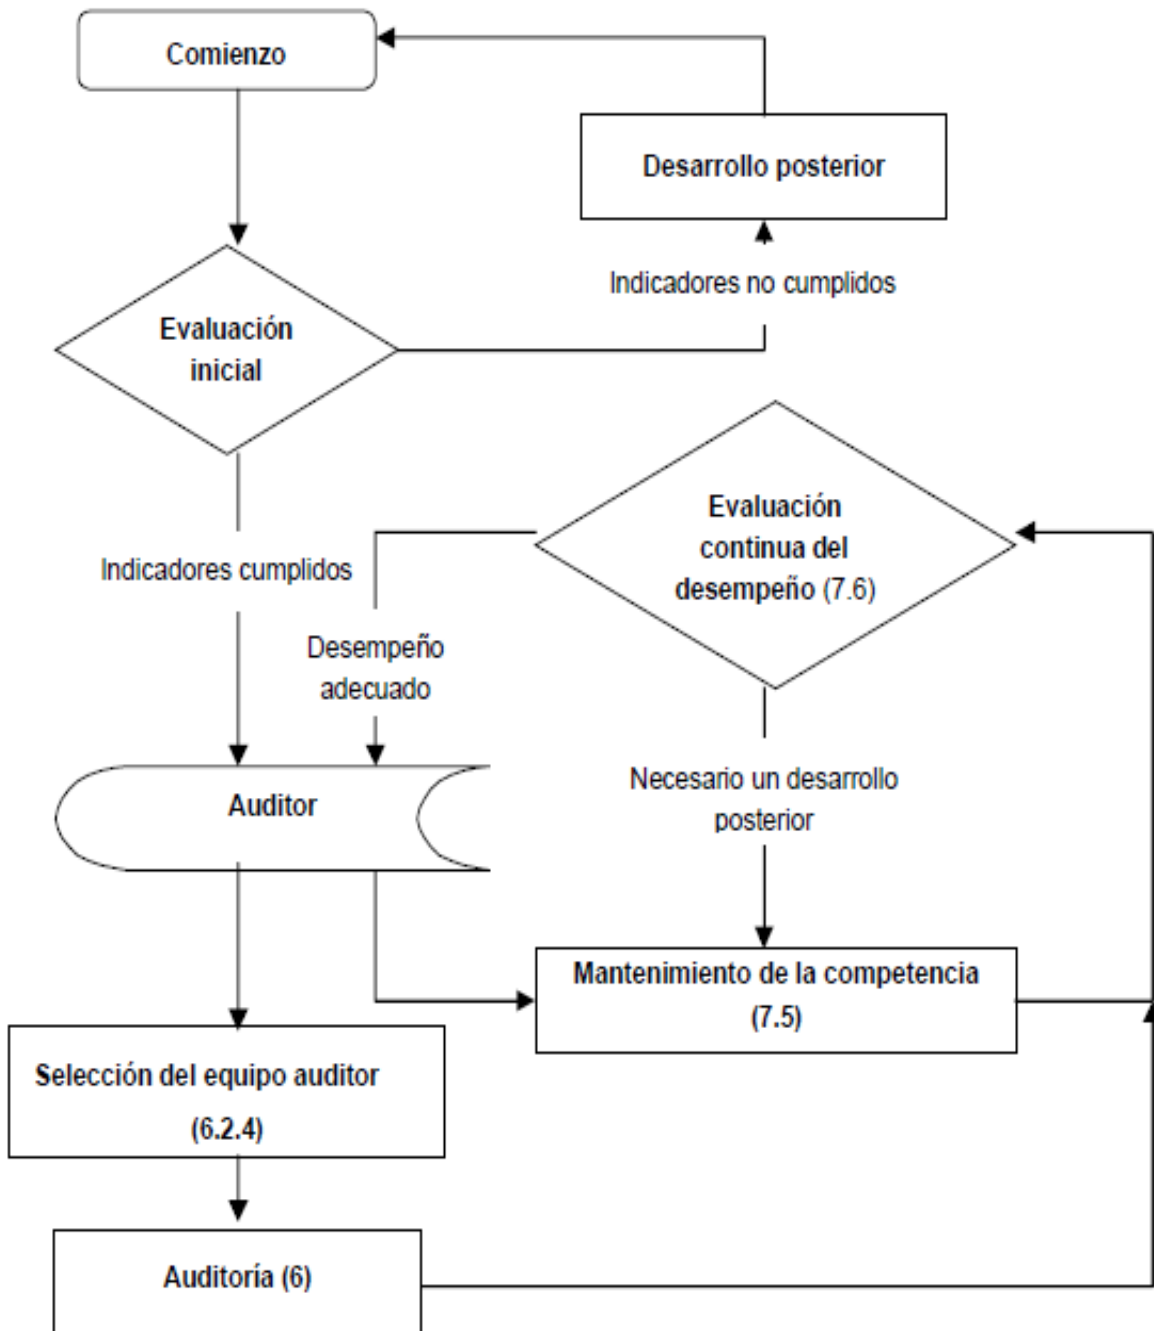 Comienzo
Desarrollo posterior
Indicadores no cumplidos
Evaluación
inicial
Evaluación
continua del
desempeño (7.6)
Indicadores cumplidos
Desempeño
adecuado
Necesario un desarrollo
posterior
Auditor
Mantenimiento de la competencia
(7.5)
Selección del equipo auditor
(6.2.4)
Auditoría (6)